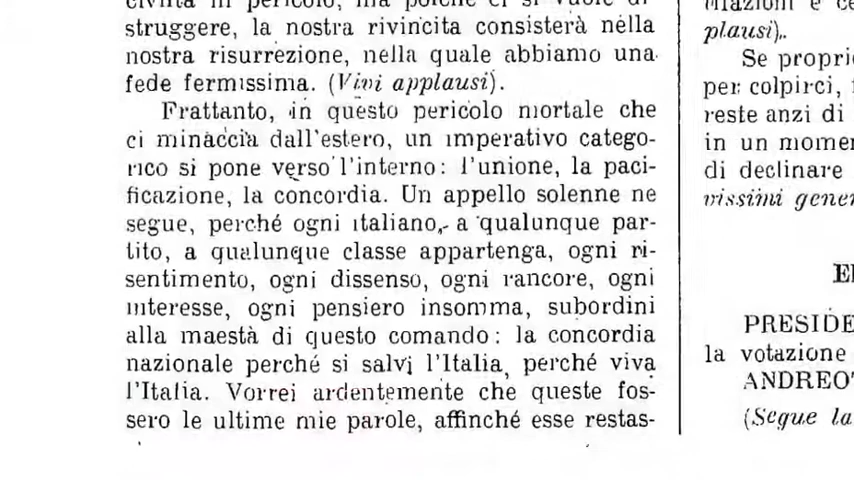 civiltà in pericolo, ma poiché ci si vuole di-
struggere, la nostra rivincita consisterà nella
nostra risurrezione, nella quale abbiamo una
fede fermissima. (Vivi applausi).
Frattanto, in questo pericolo mortale che
ci minaccia dall'estero, un imperativo catego-
rico si pone verso l'interno: l'unione, la paci-
ficazione, la concordia. Un appello solenne ne
segue, perché ogni italiano, a qualunque par-
tito, a qualunque classe appartenga, ogni ri-
sentimento, ogni dissenso, ogni rancore, ogni
interesse, ogni pensiero insomma, subordini
alla maestà di questo comando: la concordia
nazionale perché si salvi l'Italia, perché viva
l'Italia. Vorrei ardentemente che queste fos-
sero le ultime mie parole, affinché esse restas-
plausi).
Se propri
per colpirci,
reste anzi di
in un momen
di declinare
vissimi gener
PRESIDE
la votazione
ANDREO
(Segue la